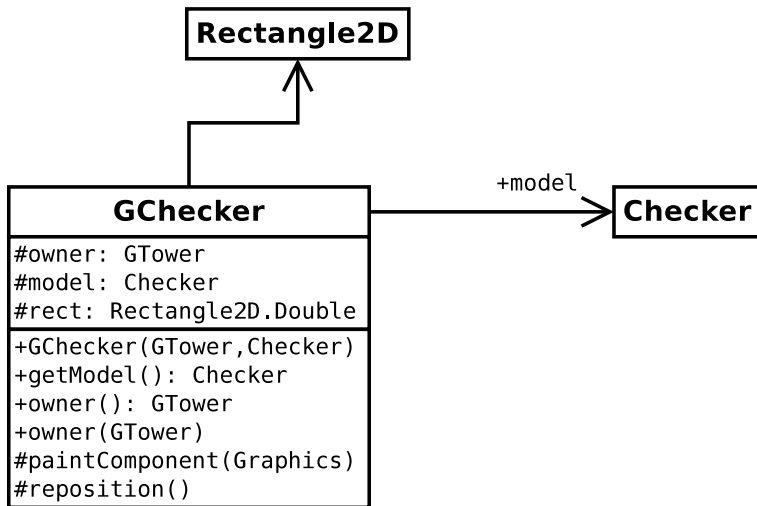 Rectangle2D
+model
GChecker
Checker
#owner: GTower
#model: Checker
#rect: Rectangle2D.Double
+GChecker(GTower,Checker)
+getModel(): Checker
+owner(): GTower
+owner(GTower)
#paintComponent(Graphics)
#reposition()